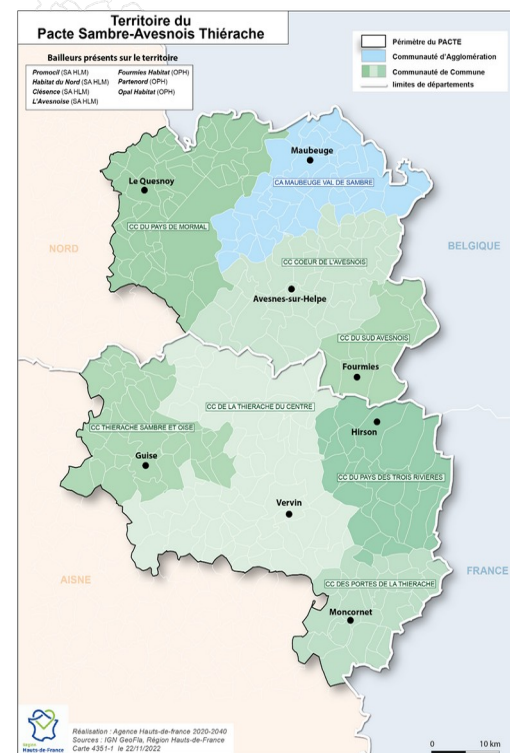 Territoire du
Pacte Sambre-Avesnois Thiérache
Bailleurs présents sur le territoire
Promocil (SA HLM)
Habitat du Nord (SA HLM)
Clésence (SA HLM)
L'Avesnoise (SA HLM)
Fourmies Habitat (OPH)
Partenord (OPH)
Opal Habitat (OPH)
Périmètre du PACTE
Communauté d'Agglomération
Communauté de Commune
limites de départements
Maubeuge
Le Quesnoy
CA MAUBEUGE VAL DE SAMBRE
CC DU PAYS DE MORMAL
NORD
BELGIQUE
CC COEUR DE L'AVESNOIS
Avesnes-sur-Helpe
CC DU SUD AVESNOIS
Fourmies
CC DE LA THIERACHE DU CENTRE
CC THIERACHE SAMBRE ET OISE
Hirson
Guise
CC DU PAYS DES TROIS RIVIERES
Vervin
AISNE
FRANCE
CC DES PORTES DE LA THIERACHE
Moncornet
Région
Hauts-de-France
Réalisation : Agence Hauts-de-france 2020-2040
Sources : IGN GeoFla, Région Hauts-de-France
Carte 4351-1 le 22/11/2022
0 10 km